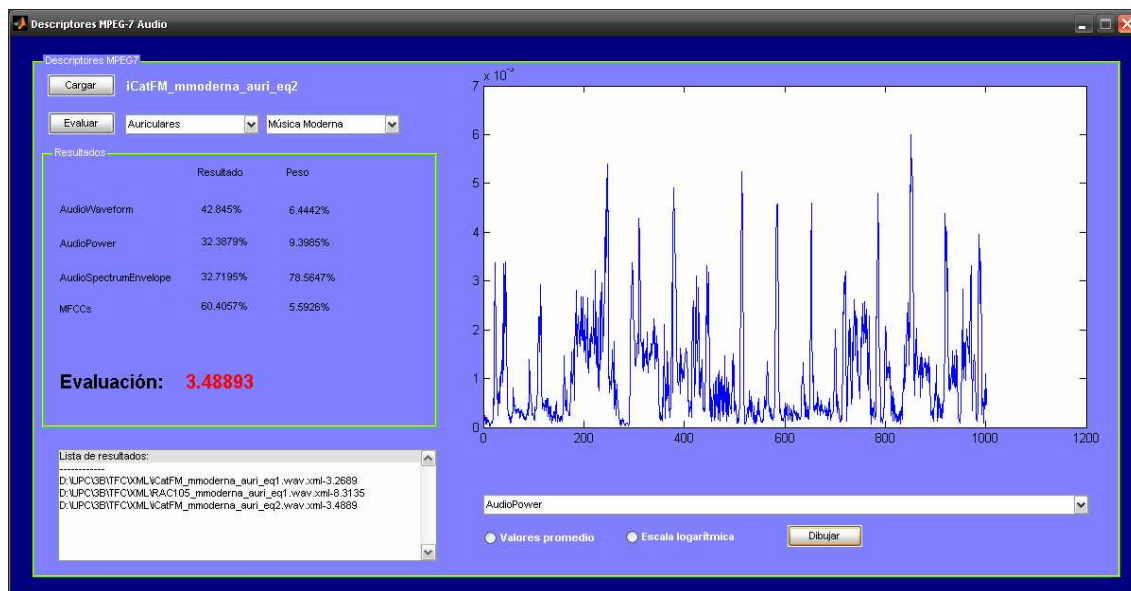 Descriptores MPEG-7 Audio
Descriptores MPEG7
Cargar iCatFM_mmoderna_auri_eq2
Evaluar Auriculares Música Moderna
Resultados
Resultado Peso
AudioWaveform 42.845% 6.4442%
AudioPower 32.3879% 9.3985%
AudioSpectrumEnvelope 32.7195% 78.5647%
MFCCs 60.4057% 5.5926%
Evaluación: 3.48893
Lista de resultados:
------------
D:\UPC\3B\TFC\XML\iCatFM_mmoderna_auri_eq1.wav.xml-3.2689
D:\UPC\3B\TFC\XML\RAC105_mmoderna_auri_eq1.wav.xml-8.3135
D:\UPC\3B\TFC\XML\iCatFM_mmoderna_auri_eq2.wav.xml-3.4889
x 10
7
6
5
4
3
2
1
0
0 200 400 600 800 1000 1200
AudioPower
Valores promedio Escala logarítmica Dibujar